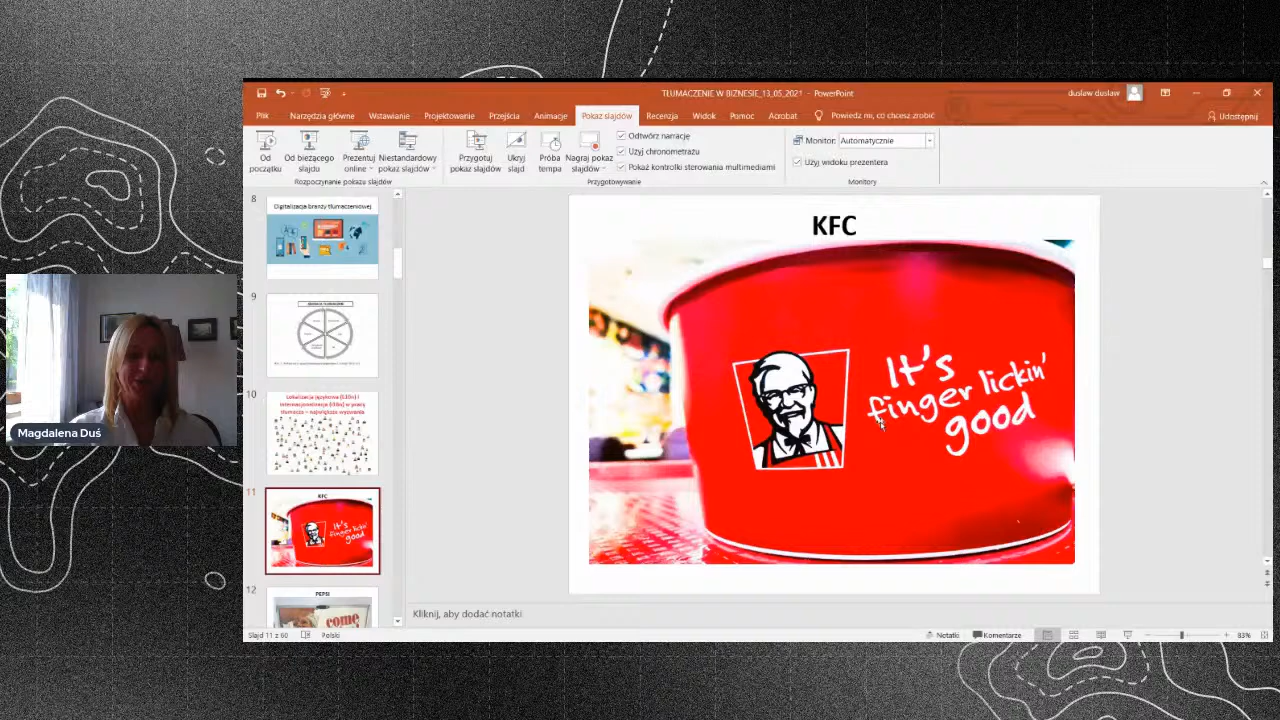 TŁUMACZENIE W BIZNESIE_13_05_2021 - PowerPoint
duslaw duslaw
Plik Narzędzia główne Wstawianie Projektowanie Przejścia Animacje Pokaz slajdów Recenzja Widok Pomoc Acrobat Powiedz mi, co chcesz zrobić Udostępnij
Od początku
Od bieżącego slajdu
Prezentuj online
Niestandardowy pokaz slajdów
Rozpoczynanie pokazu slajdów
Przygotuj pokaz slajdów
Ukryj slajd
Próba tempa
Nagraj pokaz slajdów
Odtwórz narrację
Użyj chronometrażu
Pokaż kontrolki sterowania multimediami
Przygotowywanie
Monitor: Automatycznie
Użyj widoku prezentera
Monitory
8
Digitalizacja branży tłumaczeniowej
9
10
Lokalizacja językowa (L10n) i
internacjonalizacja (i18n) w pracy
tłumacza – największe wyzwania
11
KFC
It's
finger lickin'
good
12
PEPSI
come
KFC
It's
finger lickin'
good
Magdalena Duś
Kliknij, aby dodać notatki
Slajd 11 z 60 Polski Notatki Komentarze 83%